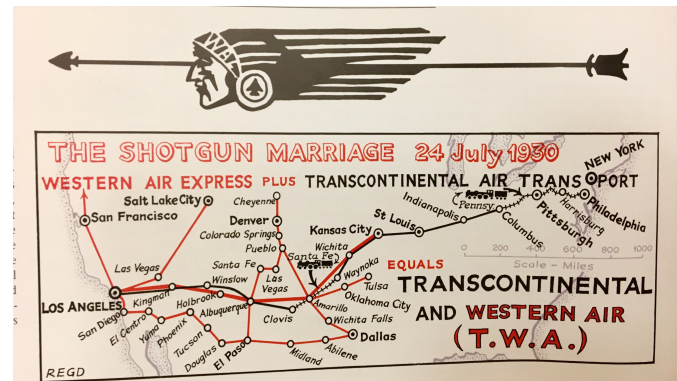 WAE
THE SHOTGUN MARRIAGE 24 July 1930
WESTERN AIR EXPRESS PLUS TRANSCONTINENTAL AIR TRANSPORT
NEW YORK
Salt Lake City
Cheyenne
Indianapolis
Pennsy.
Harrisburg
Philadelphia
San Francisco
Denver
St Louis
Pittsburgh
Colorado Springs
Kansas City
Columbus
Pueblo
Wichita
0 200 400 600 800 1000
Scale - Miles
Las Vegas
Santa Fe
Santa Fe
Las Vegas
Waynoka
EQUALS
Winslow
Tulsa
TRANSCONTINENTAL
LOS ANGELES
Kingman
Holbrook
Albuquerque
Amarillo
Oklahoma City
AND WESTERN AIR
San Diego
El Centro
Yuma
Phoenix
Clovis
Wichita Falls
(T.W.A.)
Tucson
Dallas
Douglas
El Paso
Midland
Abilene
REGD